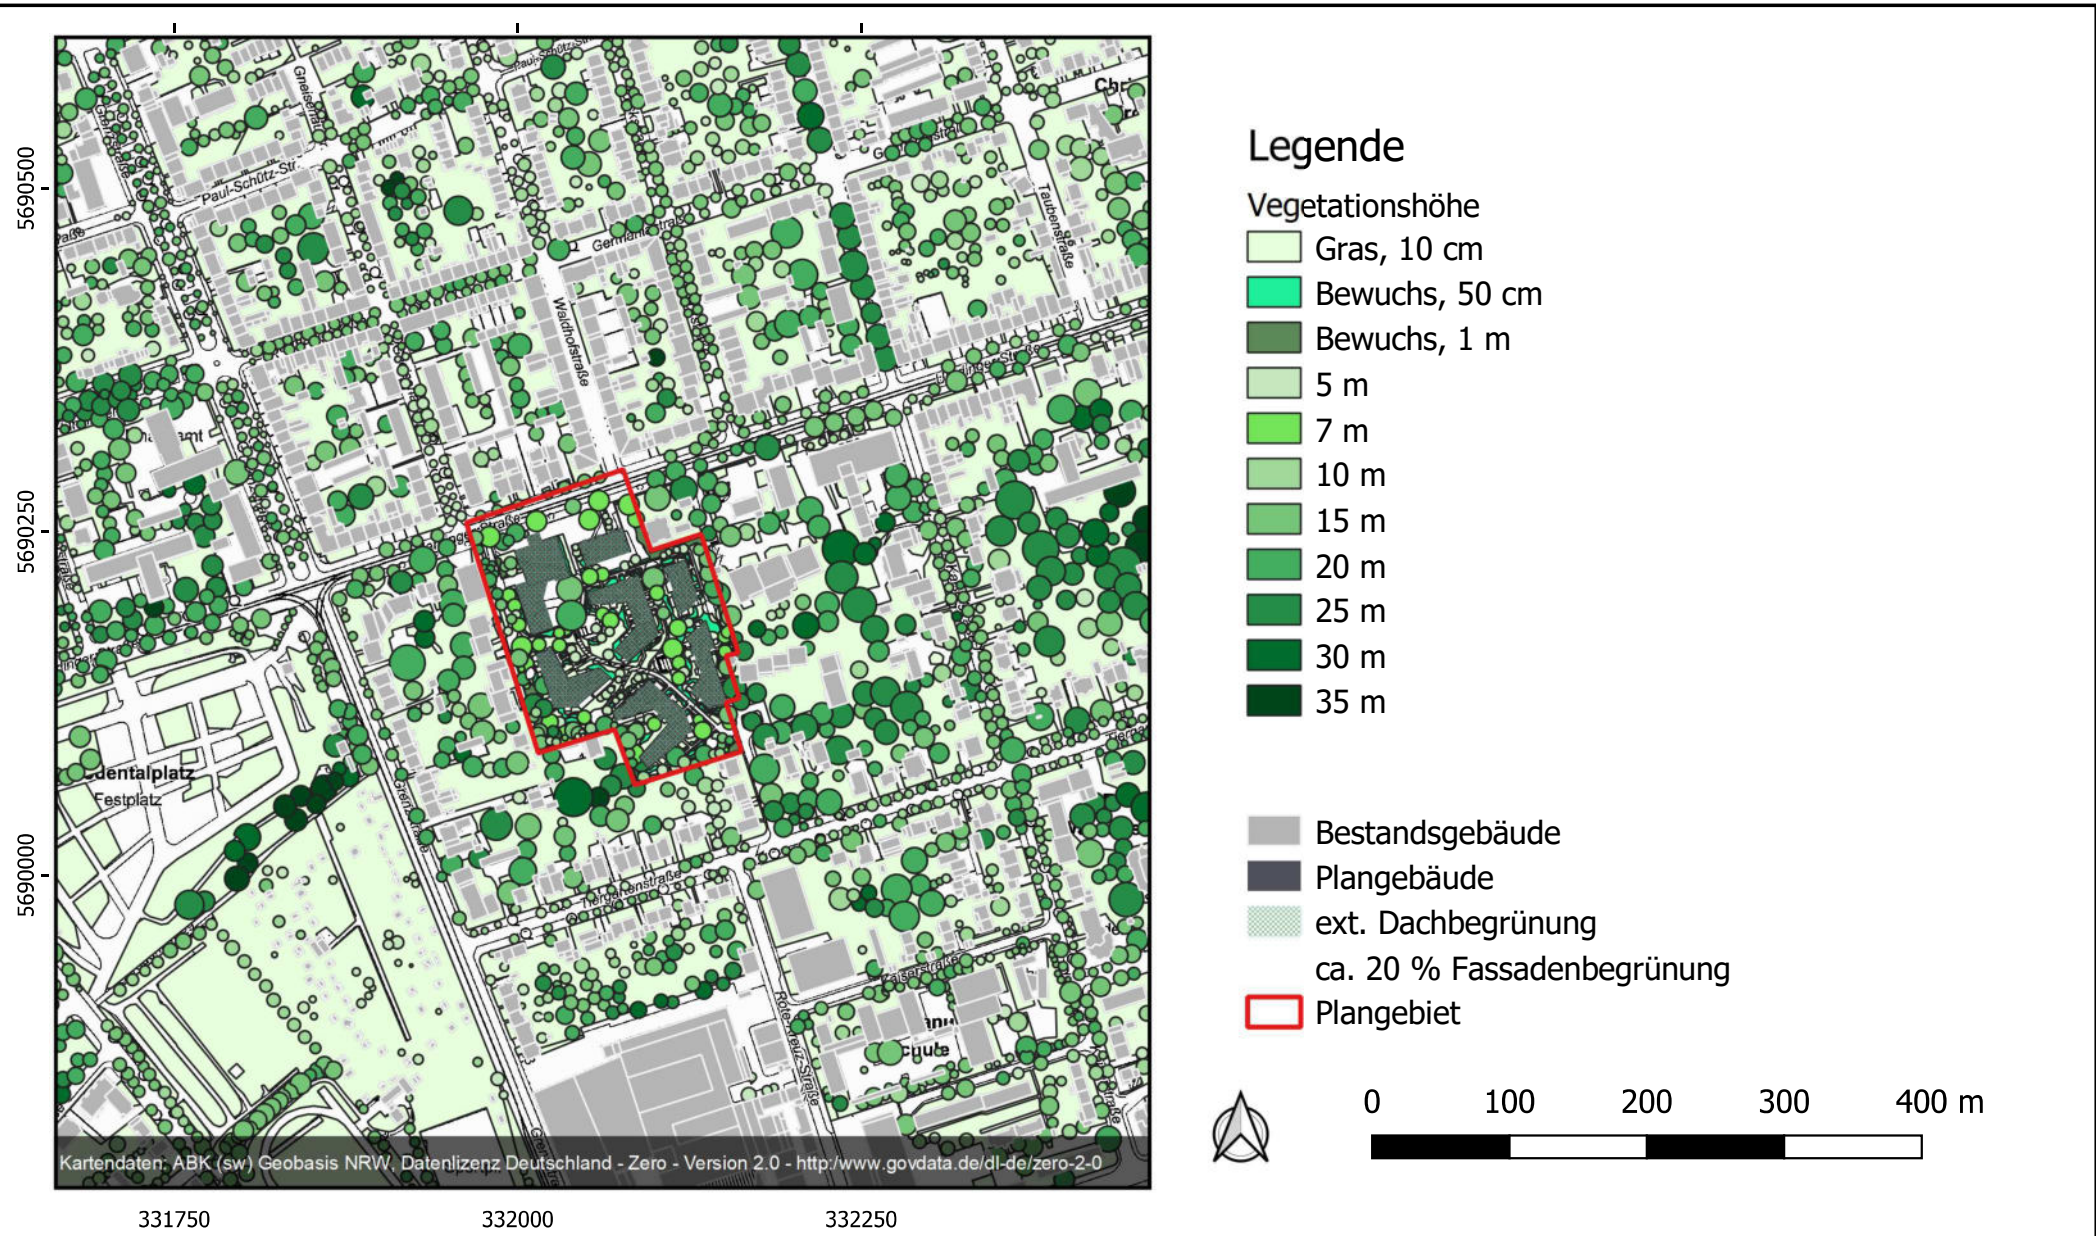 331750
332000
332250
5690500
5690250
5690000
Paul-Schütz-Str.
Waldhofstraße
Taubenstraße
Tiergartenstraße
Kaiserstraße
Rote-Kreuz-Straße
Festplatz
Kartendaten: ABK (sw) Geobasis NRW, Datenlizenz Deutschland - Zero - Version 2.0 - http:/www.govdata.de/dl-de/zero-2-0
Legende
Vegetationshöhe
Gras, 10 cm
Bewuchs, 50 cm
Bewuchs, 1 m
5 m
7 m
10 m
15 m
20 m
25 m
30 m
35 m
Bestandsgebäude
Plangebäude
ext. Dachbegrünung
ca. 20 % Fassadenbegrünung
Plangebiet
0 100 200 300 400 m